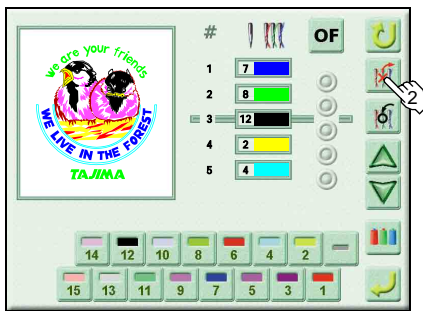 # OF
we are your friends
WE LIVE IN THE FOREST
TAJIMA
1 7
2 8
3 12
4 2
5 4
2
14 12 10 8 6 4 2
15 13 11 9 7 5 3 1